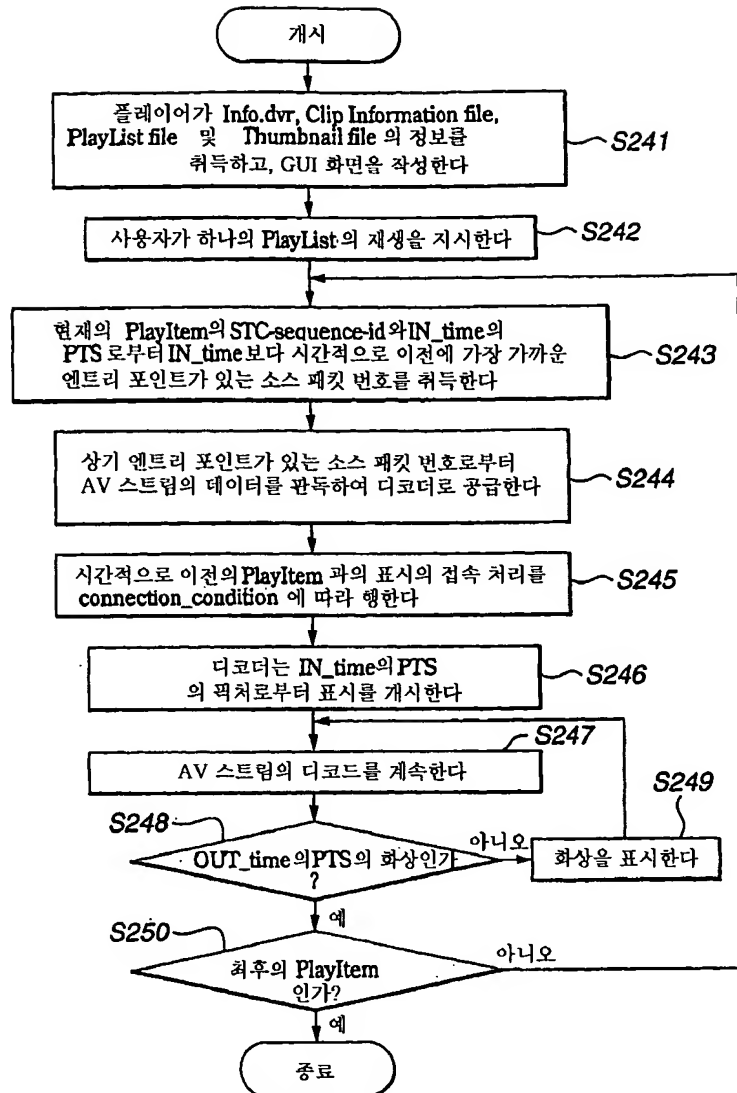 개시
플레이어가 Info.dvr, Clip Information file,
PlayList file 및 Thumbnail file 의 정보를
취득하고, GUI 화면을 작성한다
S241
사용자가 하나의 PlayList의 재생을 지시한다
S242
현재의 PlayItem의 STC-sequence-id와 IN_time의
PTS 로부터 IN_time 보다 시간적으로 이전에 가장 가까운
엔트리 포인트가 있는 소스 패킷 번호를 취득한다
S243
상기 엔트리 포인트가 있는 소스 패킷 번호로부터
AV 스트림의 데이터를 판독하여 디코더로 공급한다
S244
시간적으로 이전의 PlayItem 과의 표시의 접속 처리를
connection_condition 에 따라 행한다
S245
디코더는 IN_time의 PTS
의 픽처로부터 표시를 개시한다
S246
S247
AV 스트림의 디코드를 계속한다
S248
OUT_time의 PTS의 화상인가
?
아니오
S249
화상을 표시한다
예
S250
최후의 PlayItem
인가?
아니오
예
종료